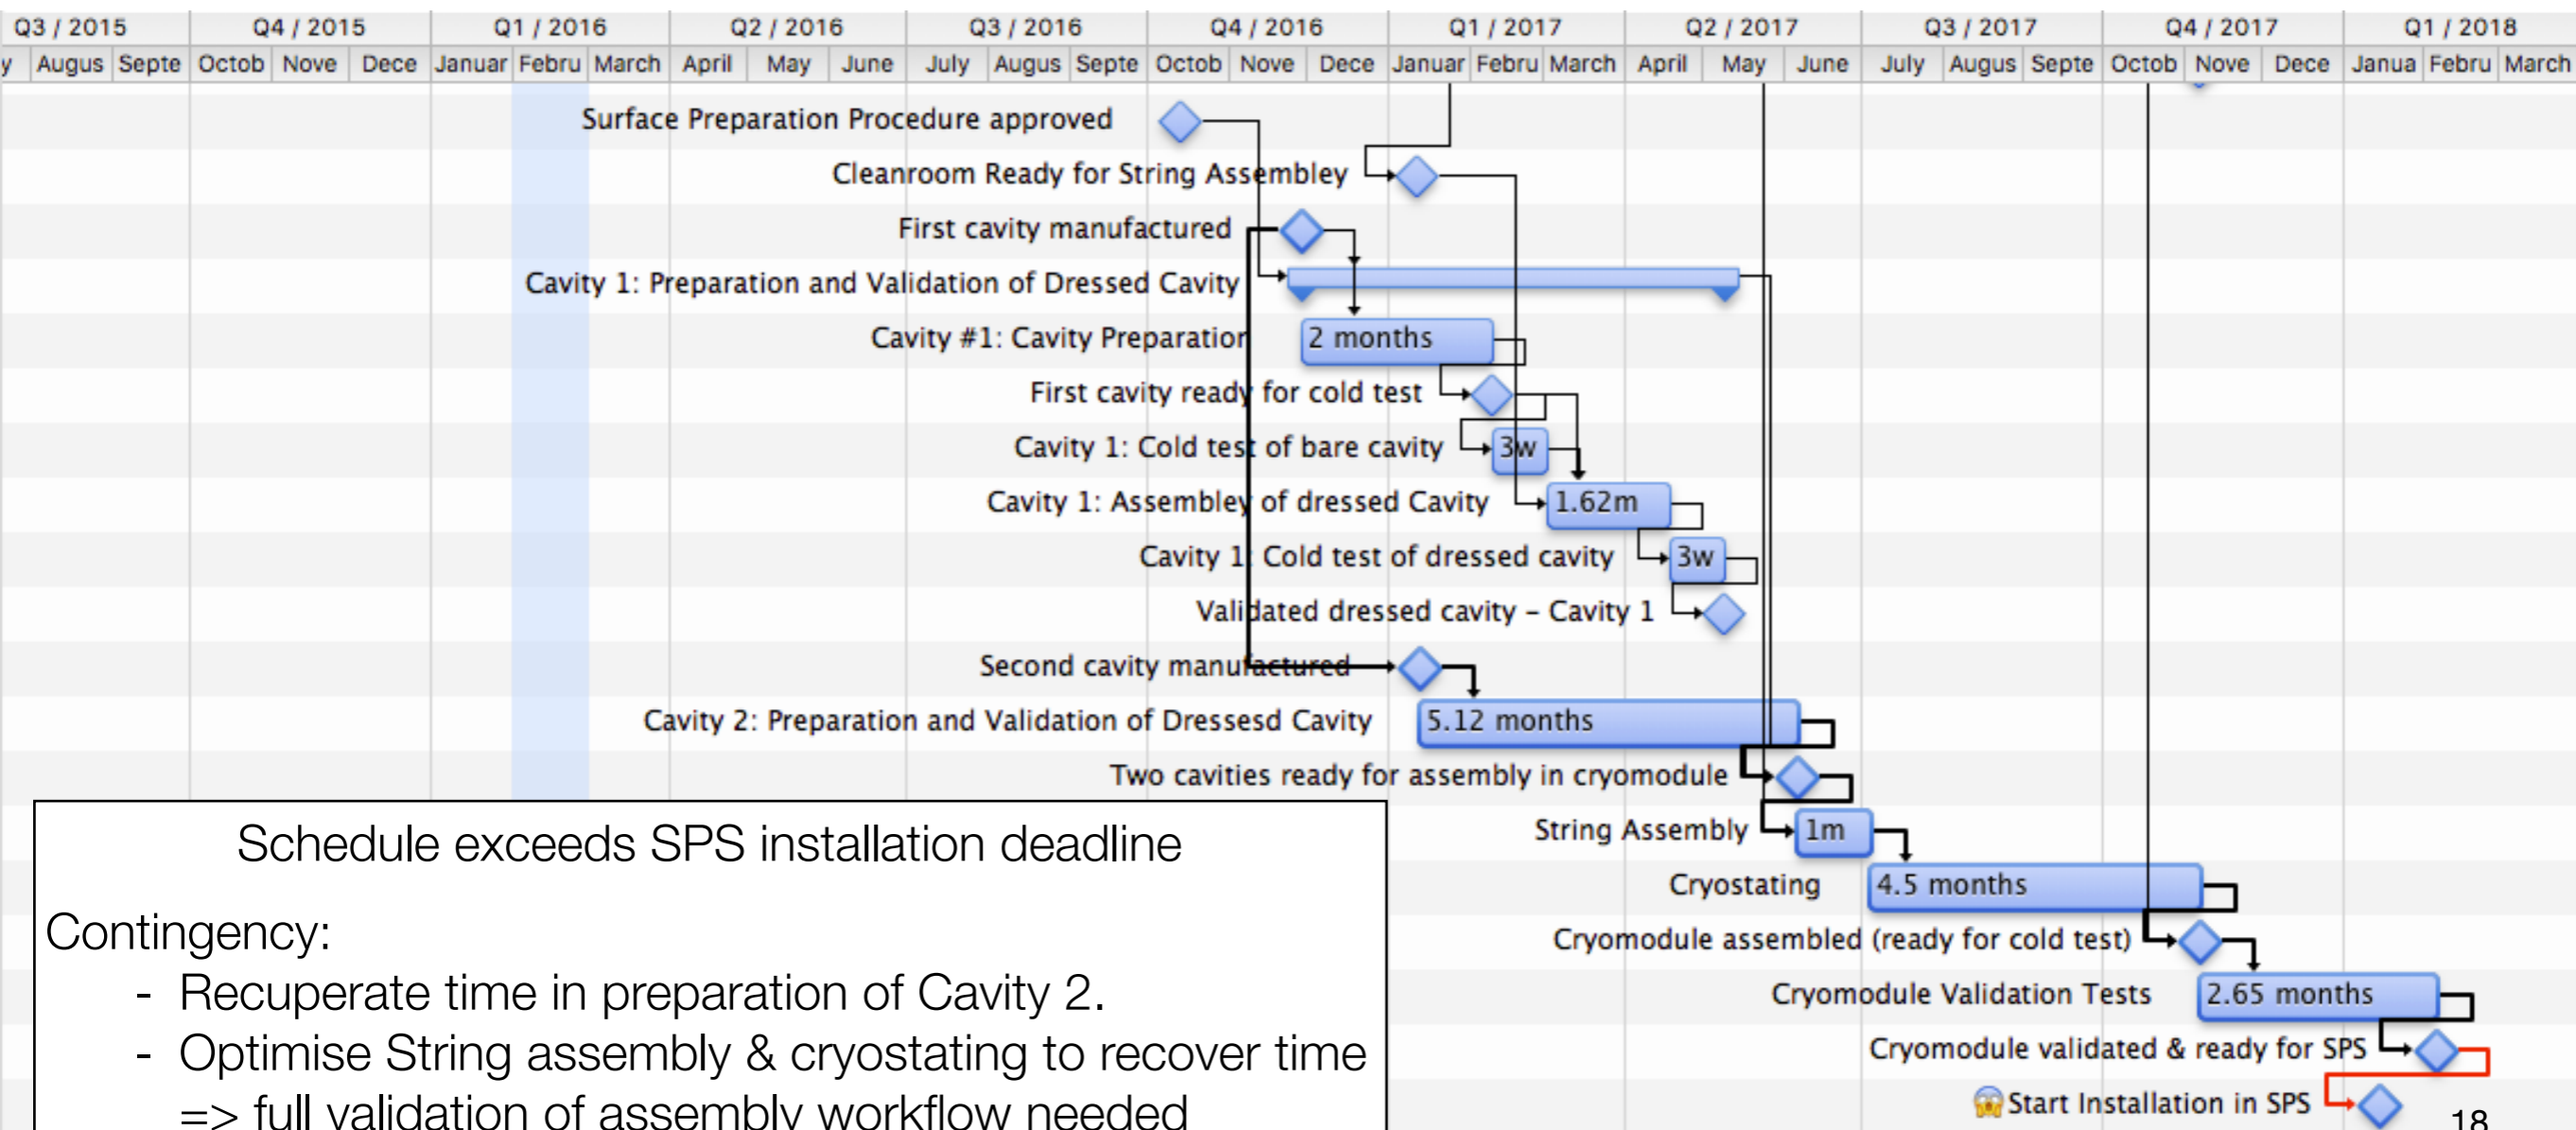 Q3 / 2015 Q4 / 2015 Q1 / 2016 Q2 / 2016 Q3 / 2016 Q4 / 2016 Q1 / 2017 Q2 / 2017 Q3 / 2017 Q4 / 2017 Q1 / 2018
y Augus Septe Octob Nove Dece Januar Febru March April May June July Augus Septe Octob Nove Dece Januar Febru March April May June July Augus Septe Octob Nove Dece Janua Febru March
Surface Preparation Procedure approved
Cleanroom Ready for String Assembley
First cavity manufactured
Cavity 1: Preparation and Validation of Dressed Cavity
Cavity #1: Cavity Preparation 2 months
First cavity ready for cold test
Cavity 1: Cold test of bare cavity 3w
Cavity 1: Assembley of dressed Cavity 1.62m
Cavity 1: Cold test of dressed cavity 3w
Validated dressed cavity – Cavity 1
Second cavity manufactured
Cavity 2: Preparation and Validation of Dressesd Cavity 5.12 months
Two cavities ready for assembly in cryomodule
String Assembly 1m
Cryostating 4.5 months
Cryomodule assembled (ready for cold test)
Cryomodule Validation Tests 2.65 months
Cryomodule validated & ready for SPS
😱Start Installation in SPS
Schedule exceeds SPS installation deadline
Contingency:
- Recuperate time in preparation of Cavity 2.
- Optimise String assembly & cryostating to recover time
=> full validation of assembly workflow needed
18